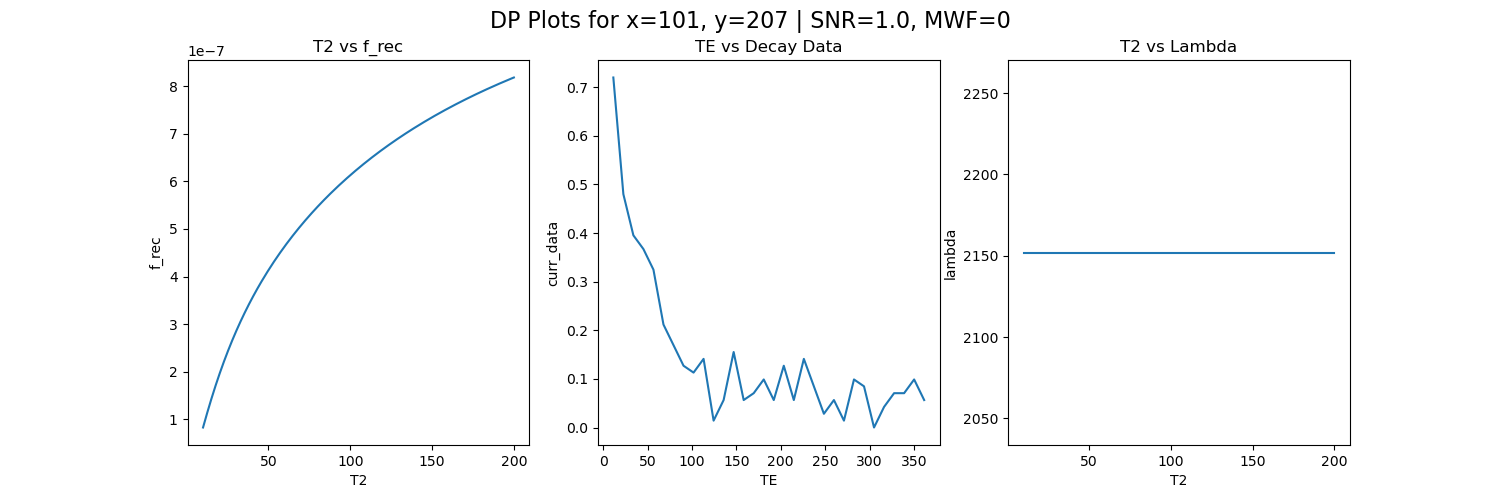 DP Plots for x=101, y=207 | SNR=1.0, MWF=0
T2 vs f_rec
1e−7
8
7
6
5
4
3
2
1
f_rec
50 100 150 200
T2
TE vs Decay Data
0.7
0.6
0.5
0.4
0.3
0.2
0.1
0.0
curr_data
0 50 100 150 200 250 300 350
TE
T2 vs Lambda
2250
2200
2150
2100
2050
lambda
50 100 150 200
T2